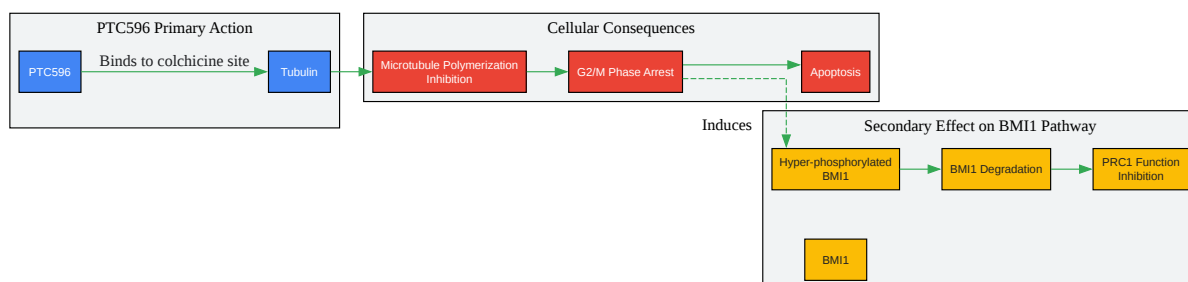 PTC596 Primary Action
PTC596
Binds to colchicine site
Tubulin
Cellular Consequences
Microtubule Polymerization
Inhibition
G2/M Phase Arrest
Apoptosis
Induces
Secondary Effect on BMI1 Pathway
Hyper-phosphorylated
BMI1
BMI1 Degradation
PRC1 Function
Inhibition
BMI1